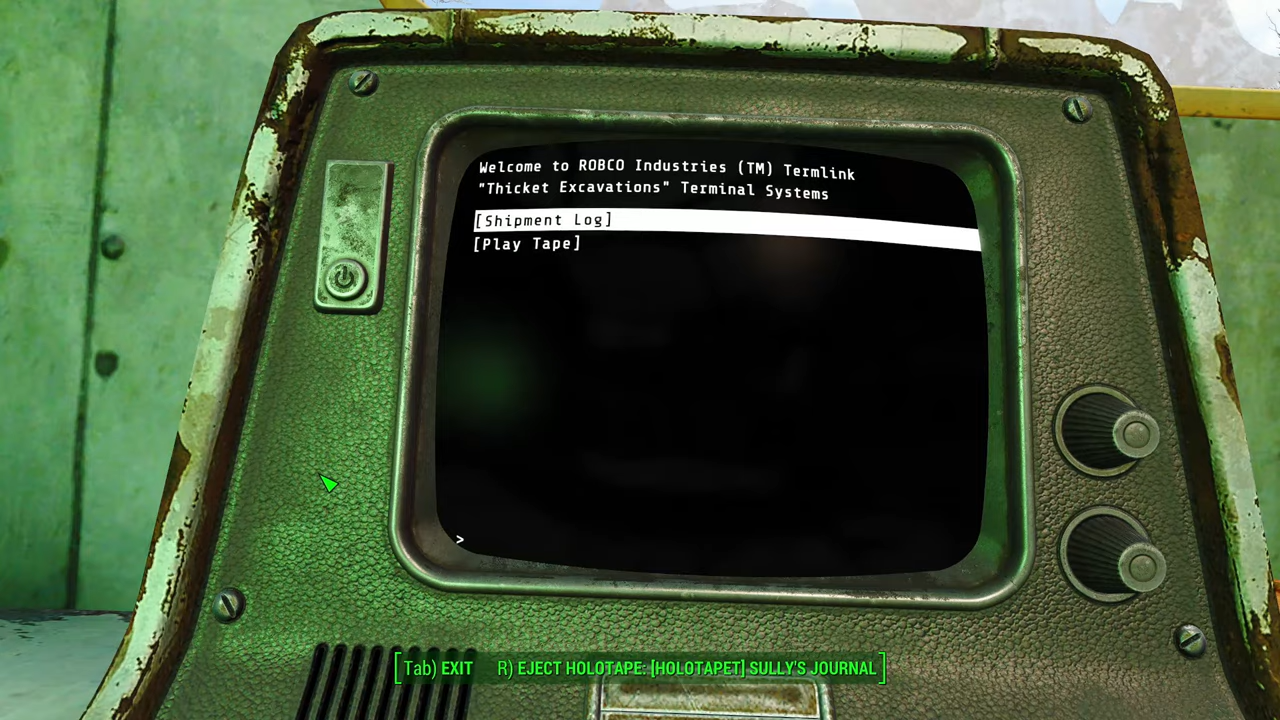 Welcome to ROBCO Industries (TM) Termlink
"Thicket Excavations" Terminal Systems
[Shipment Log]
[Play Tape]
>
[Tab) EXIT R) EJECT HOLOTAPE: [HOLOTAPET] SULLY'S JOURNAL]